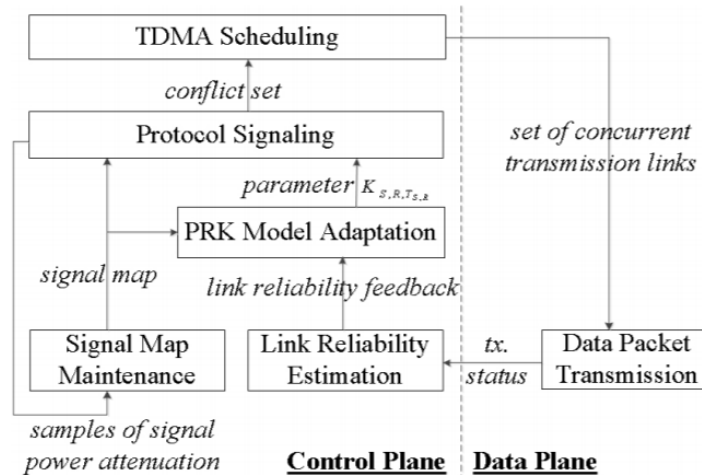 TDMA Scheduling
conflict set
Protocol Signaling
set of concurrent
transmission links
parameter K S,R,T S,R
PRK Model Adaptation
signal map
link reliability feedback
Signal Map
Maintenance
Link Reliability
Estimation
tx.
status
Data Packet
Transmission
samples of signal
power attenuation
Control Plane
Data Plane